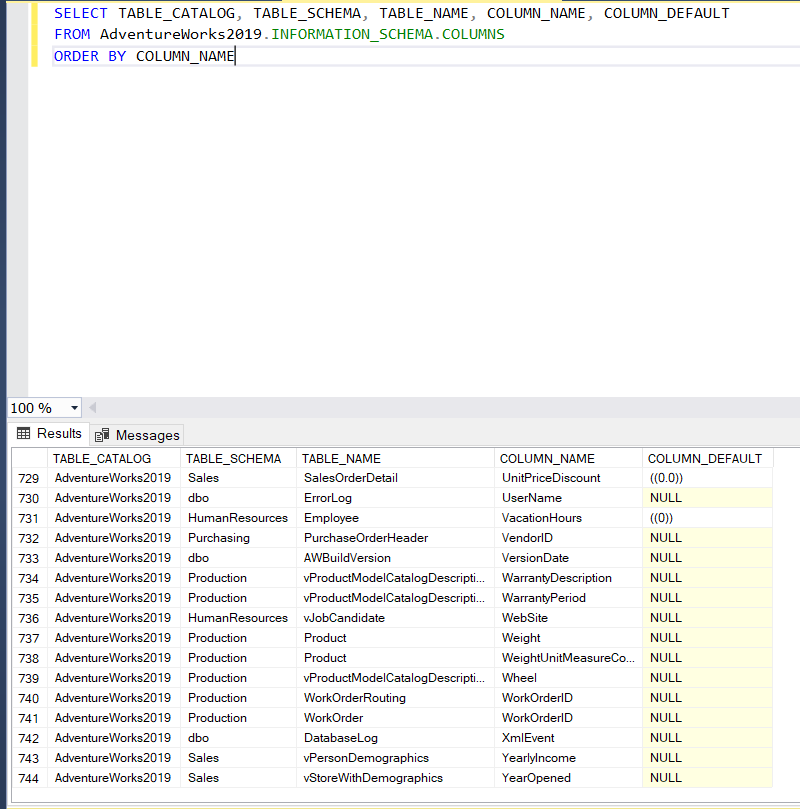 SELECT TABLE_CATALOG, TABLE_SCHEMA, TABLE_NAME, COLUMN_NAME, COLUMN_DEFAULT
FROM AdventureWorks2019.INFORMATION_SCHEMA.COLUMNS
ORDER BY COLUMN_NAME
100 %
Results Messages
TABLE_CATALOG TABLE_SCHEMA TABLE_NAME COLUMN_NAME COLUMN_DEFAULT
729 AdventureWorks2019 Sales SalesOrderDetail UnitPriceDiscount ((0.0))
730 AdventureWorks2019 dbo ErrorLog UserName NULL
731 AdventureWorks2019 HumanResources Employee VacationHours ((0))
732 AdventureWorks2019 Purchasing PurchaseOrderHeader VendorID NULL
733 AdventureWorks2019 dbo AWBuildVersion VersionDate NULL
734 AdventureWorks2019 Production vProductModelCatalogDescripti... WarrantyDescription NULL
735 AdventureWorks2019 Production vProductModelCatalogDescripti... WarrantyPeriod NULL
736 AdventureWorks2019 HumanResources vJobCandidate WebSite NULL
737 AdventureWorks2019 Production Product Weight NULL
738 AdventureWorks2019 Production Product WeightUnitMeasureCo... NULL
739 AdventureWorks2019 Production vProductModelCatalogDescripti... Wheel NULL
740 AdventureWorks2019 Production WorkOrderRouting WorkOrderID NULL
741 AdventureWorks2019 Production WorkOrder WorkOrderID NULL
742 AdventureWorks2019 dbo DatabaseLog XmlEvent NULL
743 AdventureWorks2019 Sales vPersonDemographics YearlyIncome NULL
744 AdventureWorks2019 Sales vStoreWithDemographics YearOpened NULL